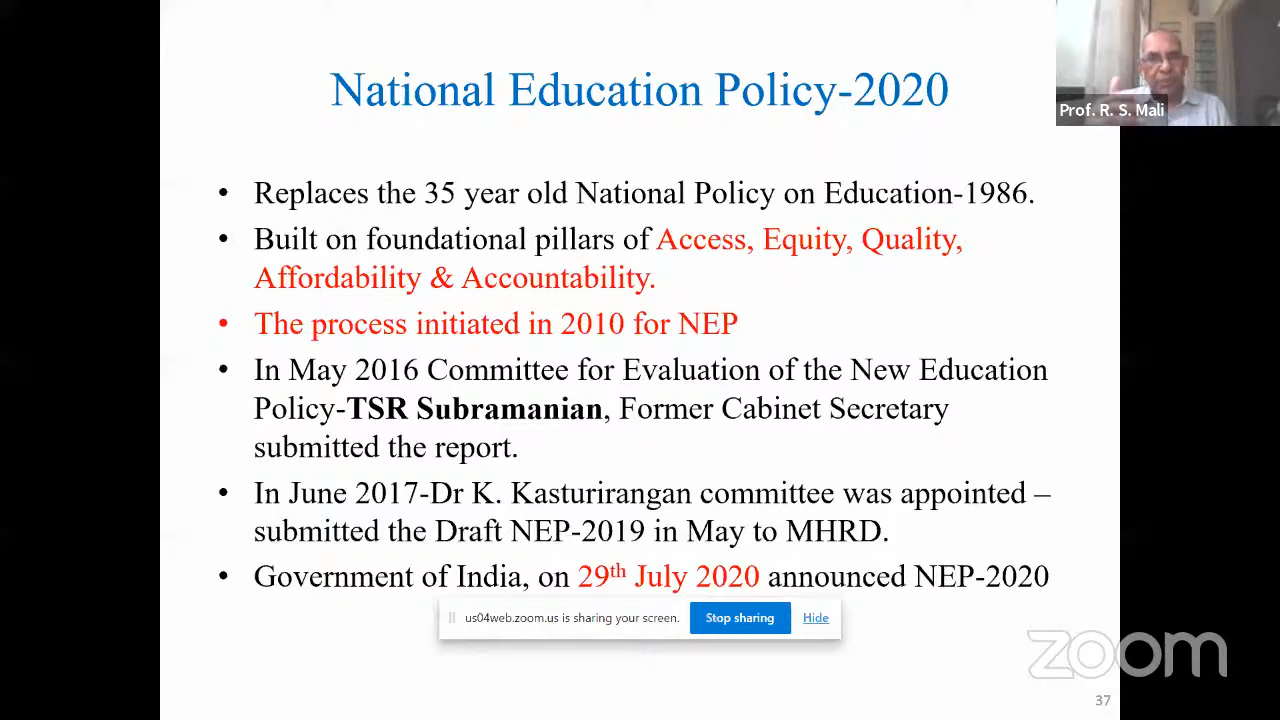 National Education Policy-2020
Prof. R. S. Mali
• Replaces the 35 year old National Policy on Education-1986.
• Built on foundational pillars of Access, Equity, Quality,
Affordability & Accountability.
• The process initiated in 2010 for NEP
• In May 2016 Committee for Evaluation of the New Education
Policy-TSR Subramanian, Former Cabinet Secretary
submitted the report.
• In June 2017-Dr K. Kasturirangan committee was appointed –
submitted the Draft NEP-2019 in May to MHRD.
• Government of India, on 29th July 2020 announced NEP-2020
us04web.zoom.us is sharing your screen. Stop sharing Hide
zoom
37